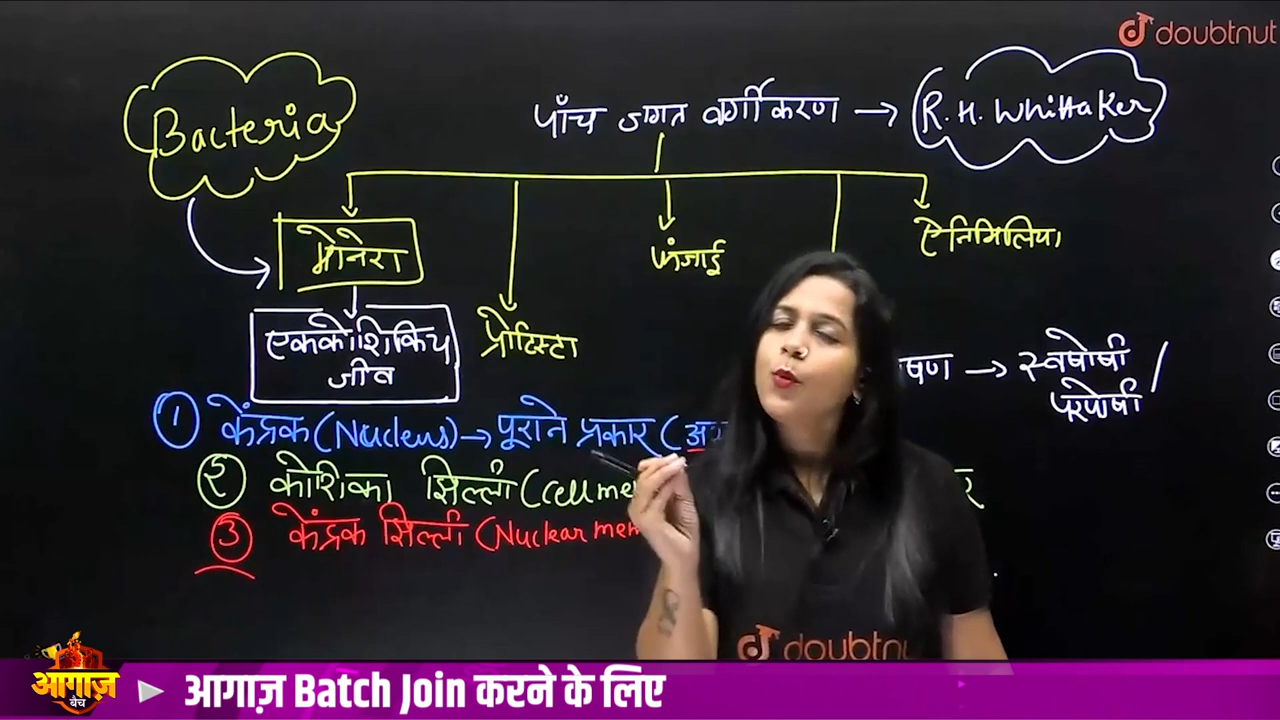 doubtnut
Bacteria
पाँच जगत वर्गीकरण → R. H. Whittaker
मोनेरा
प्रोटिस्टा
फंजाई
ऐनिमिलिया
एककोशिकिय
जीव
षण → स्वपोषी /
परपोषी
① केंद्रक (Nucleus) → पूराने प्रकार (
② कोशिका झिल्ली (cell me
③ केंद्रक झिल्ली (Nuclear mem
doubtnut
आगाज़
बैच
आगाज़ Batch Join करने के लिए